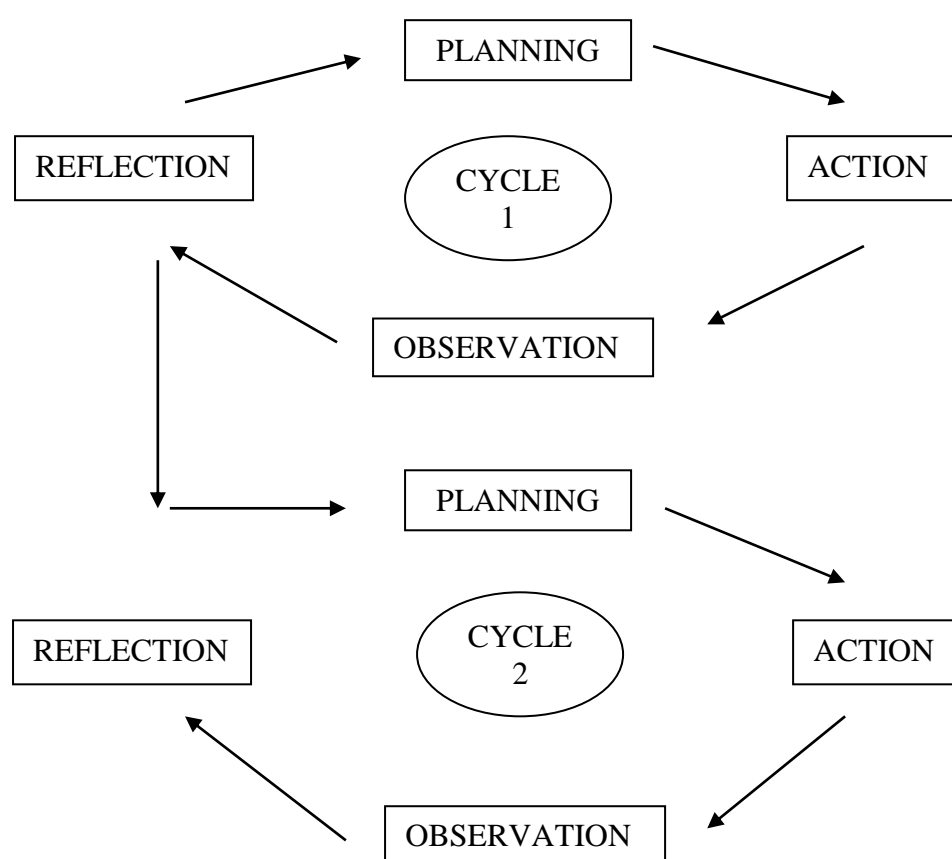 PLANNING
REFLECTION
CYCLE
1
ACTION
OBSERVATION
PLANNING
REFLECTION
CYCLE
2
ACTION
OBSERVATION